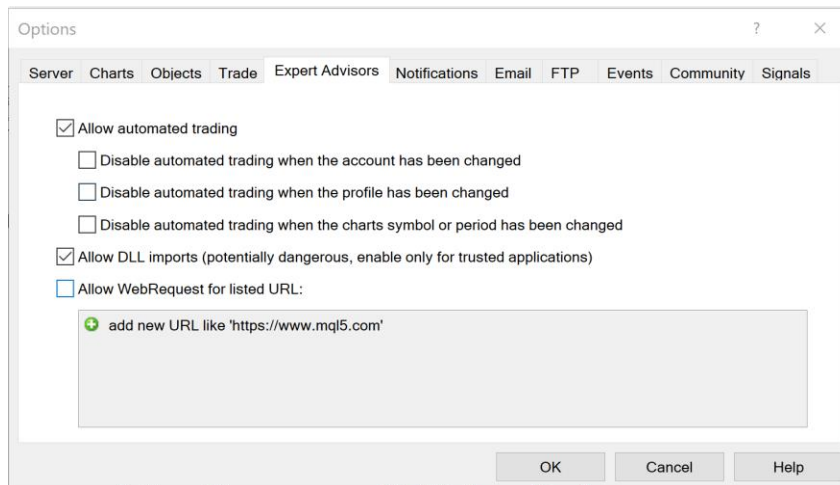 Options ?
Server Charts Objects Trade Expert Advisors Notifications Email FTP Events Community Signals
Allow automated trading
Disable automated trading when the account has been changed
Disable automated trading when the profile has been changed
Disable automated trading when the charts symbol or period has been changed
Allow DLL imports (potentially dangerous, enable only for trusted applications)
Allow WebRequest for listed URL:
add new URL like 'https://www.mql5.com'
OK Cancel Help